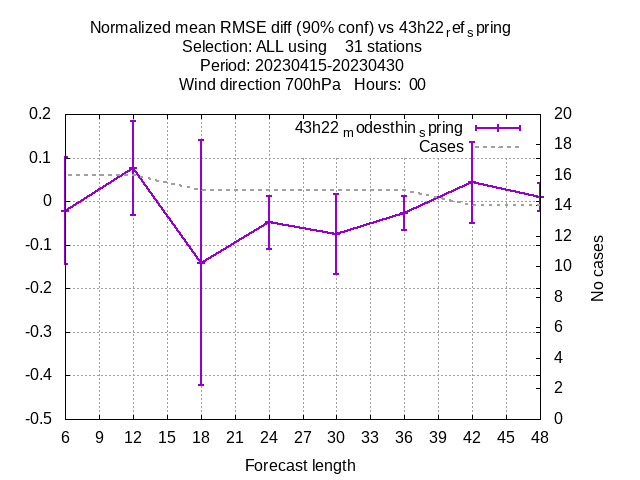 Normalized mean RMSE diff (90% conf) vs 43h22refspring
Selection: ALL using 31 stations
Period: 20230415-20230430
Wind direction 700hPa Hours: 00
43h22modesthinspring
Cases
0.2
0.1
0
-0.1
-0.2
-0.3
-0.4
-0.5
20
18
16
14
12
10
8
6
4
2
0
No cases
6 9 12 15 18 21 24 27 30 33 36 39 42 45 48
Forecast length